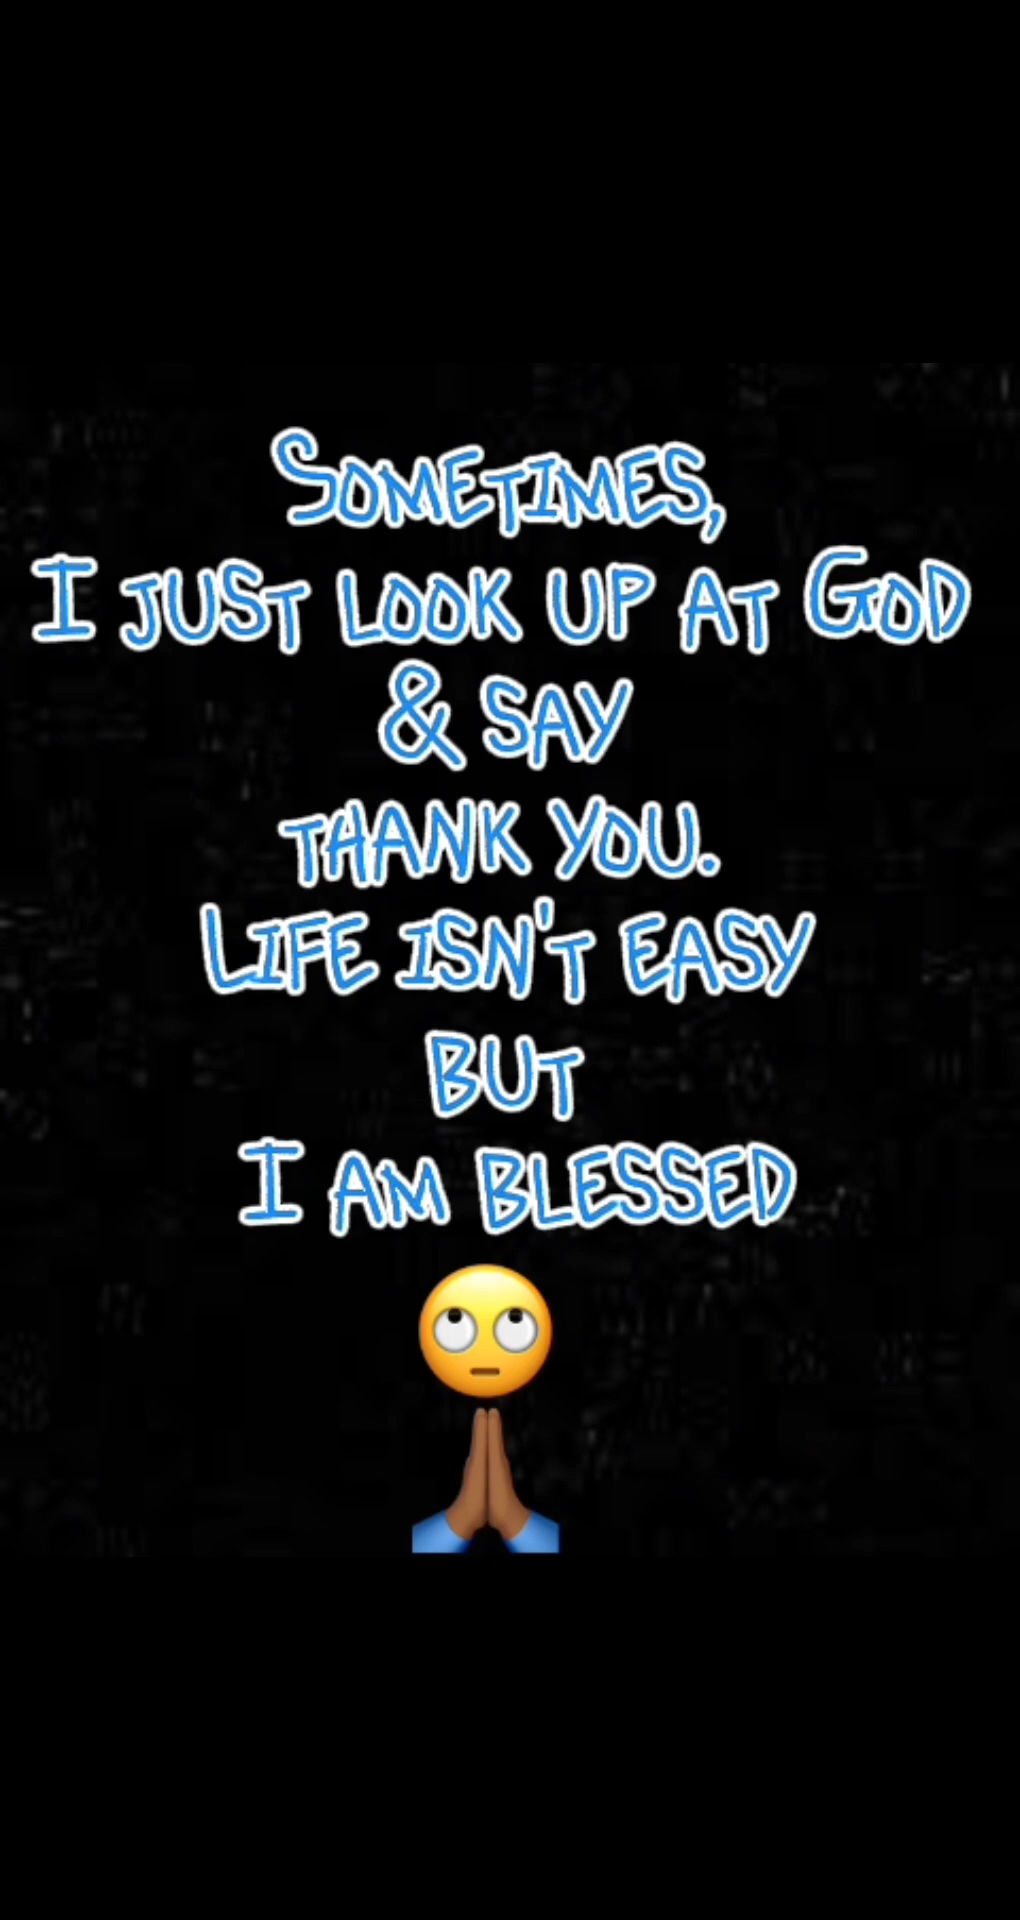 Sometimes,
I just look up at God
& say
thank you.
Life isn't easy
but
I am blessed